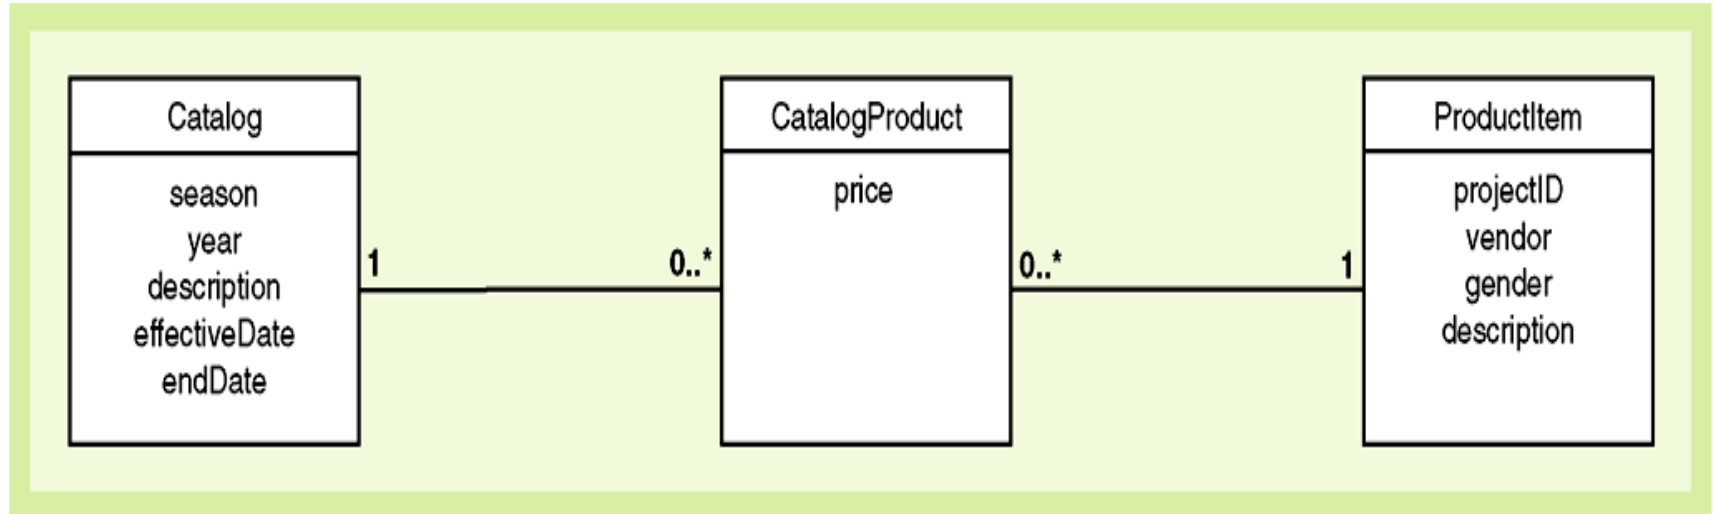 Catalog
season
year
description
effectiveDate
endDate
1
0..*
CatalogProduct
price
0..*
1
ProductItem
projectID
vendor
gender
description